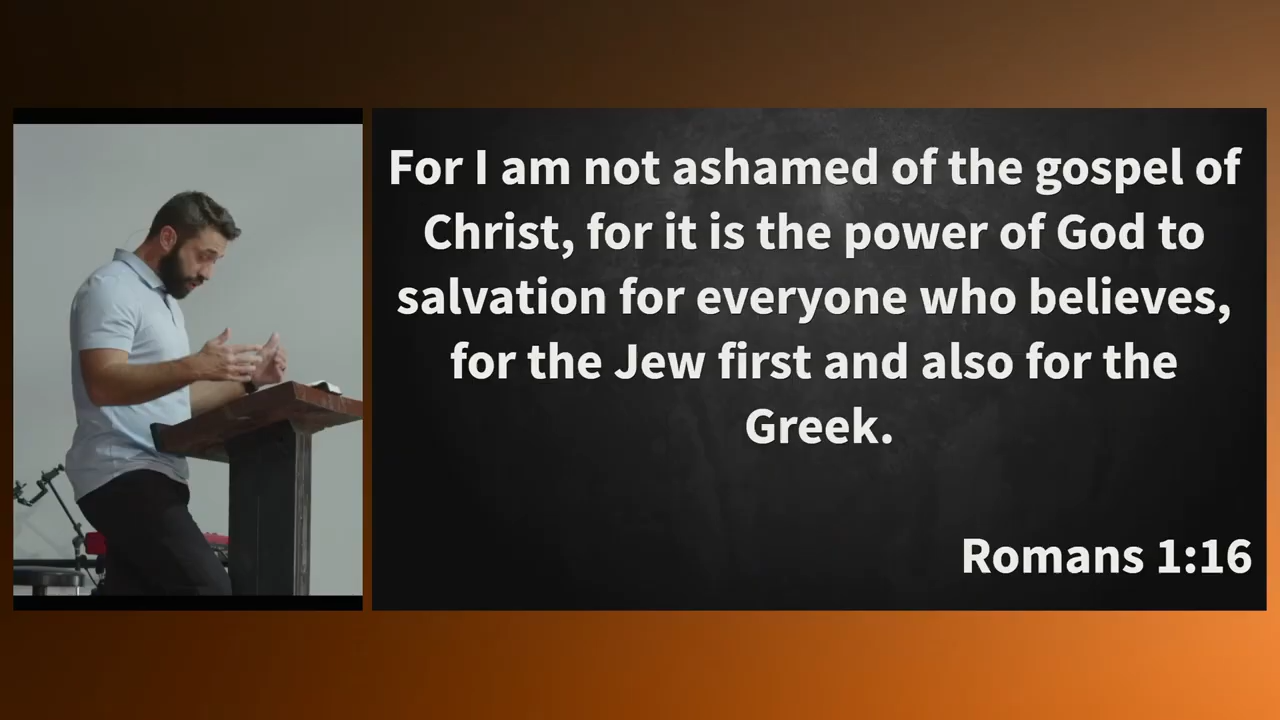 For I am not ashamed of the gospel of
Christ, for it is the power of God to
salvation for everyone who believes,
for the Jew first and also for the
Greek.
Romans 1:16